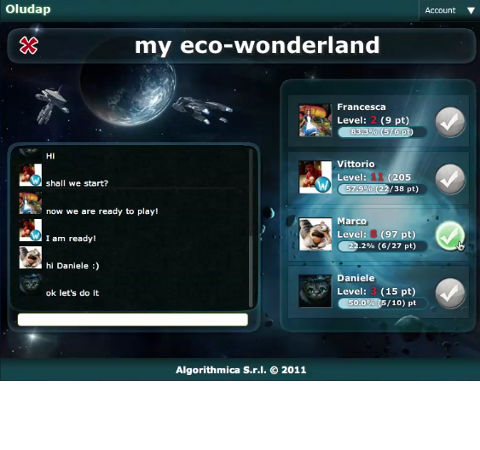 Oludap
Account
my eco-wonderland
Francesca
Level: 2 (9 pt)
83.3% (5/6 pt)
Vittorio
Level: 11 (205
57.9% (22/38 pt)
Marco
Level: 8 (97 pt)
22.2% (6/27 pt)
Daniele
Level: 3 (15 pt)
50.0% (5/10) pt
Hi
shall we start?
W
now we are ready to play!
I am ready!
W
hi Daniele :)
ok let's do it
Algorithmica S.r.l. © 2011